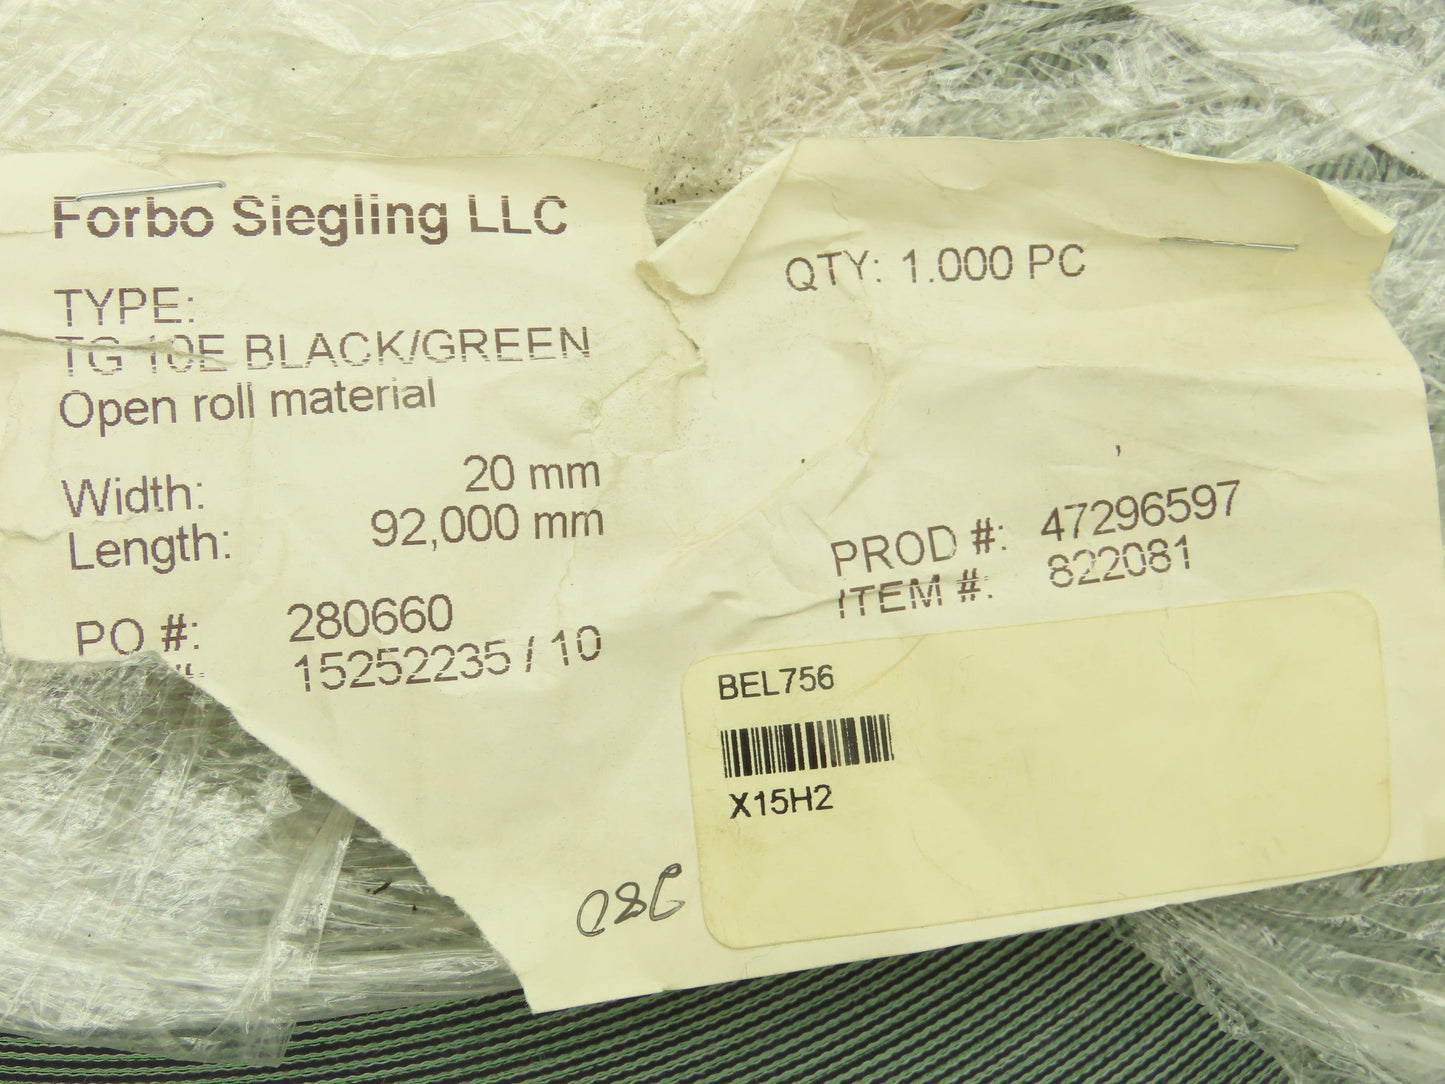 Forbo Siegling LLC
QTY: 1.000 PC
TYPE:
TG 10E BLACK/GREEN
Open roll material
Width: 20 mm
Length: 92,000 mm
PROD #: 47296597
ITEM #: 822081
PO #: 280660
15252235 / 10
BEL756
X15H2